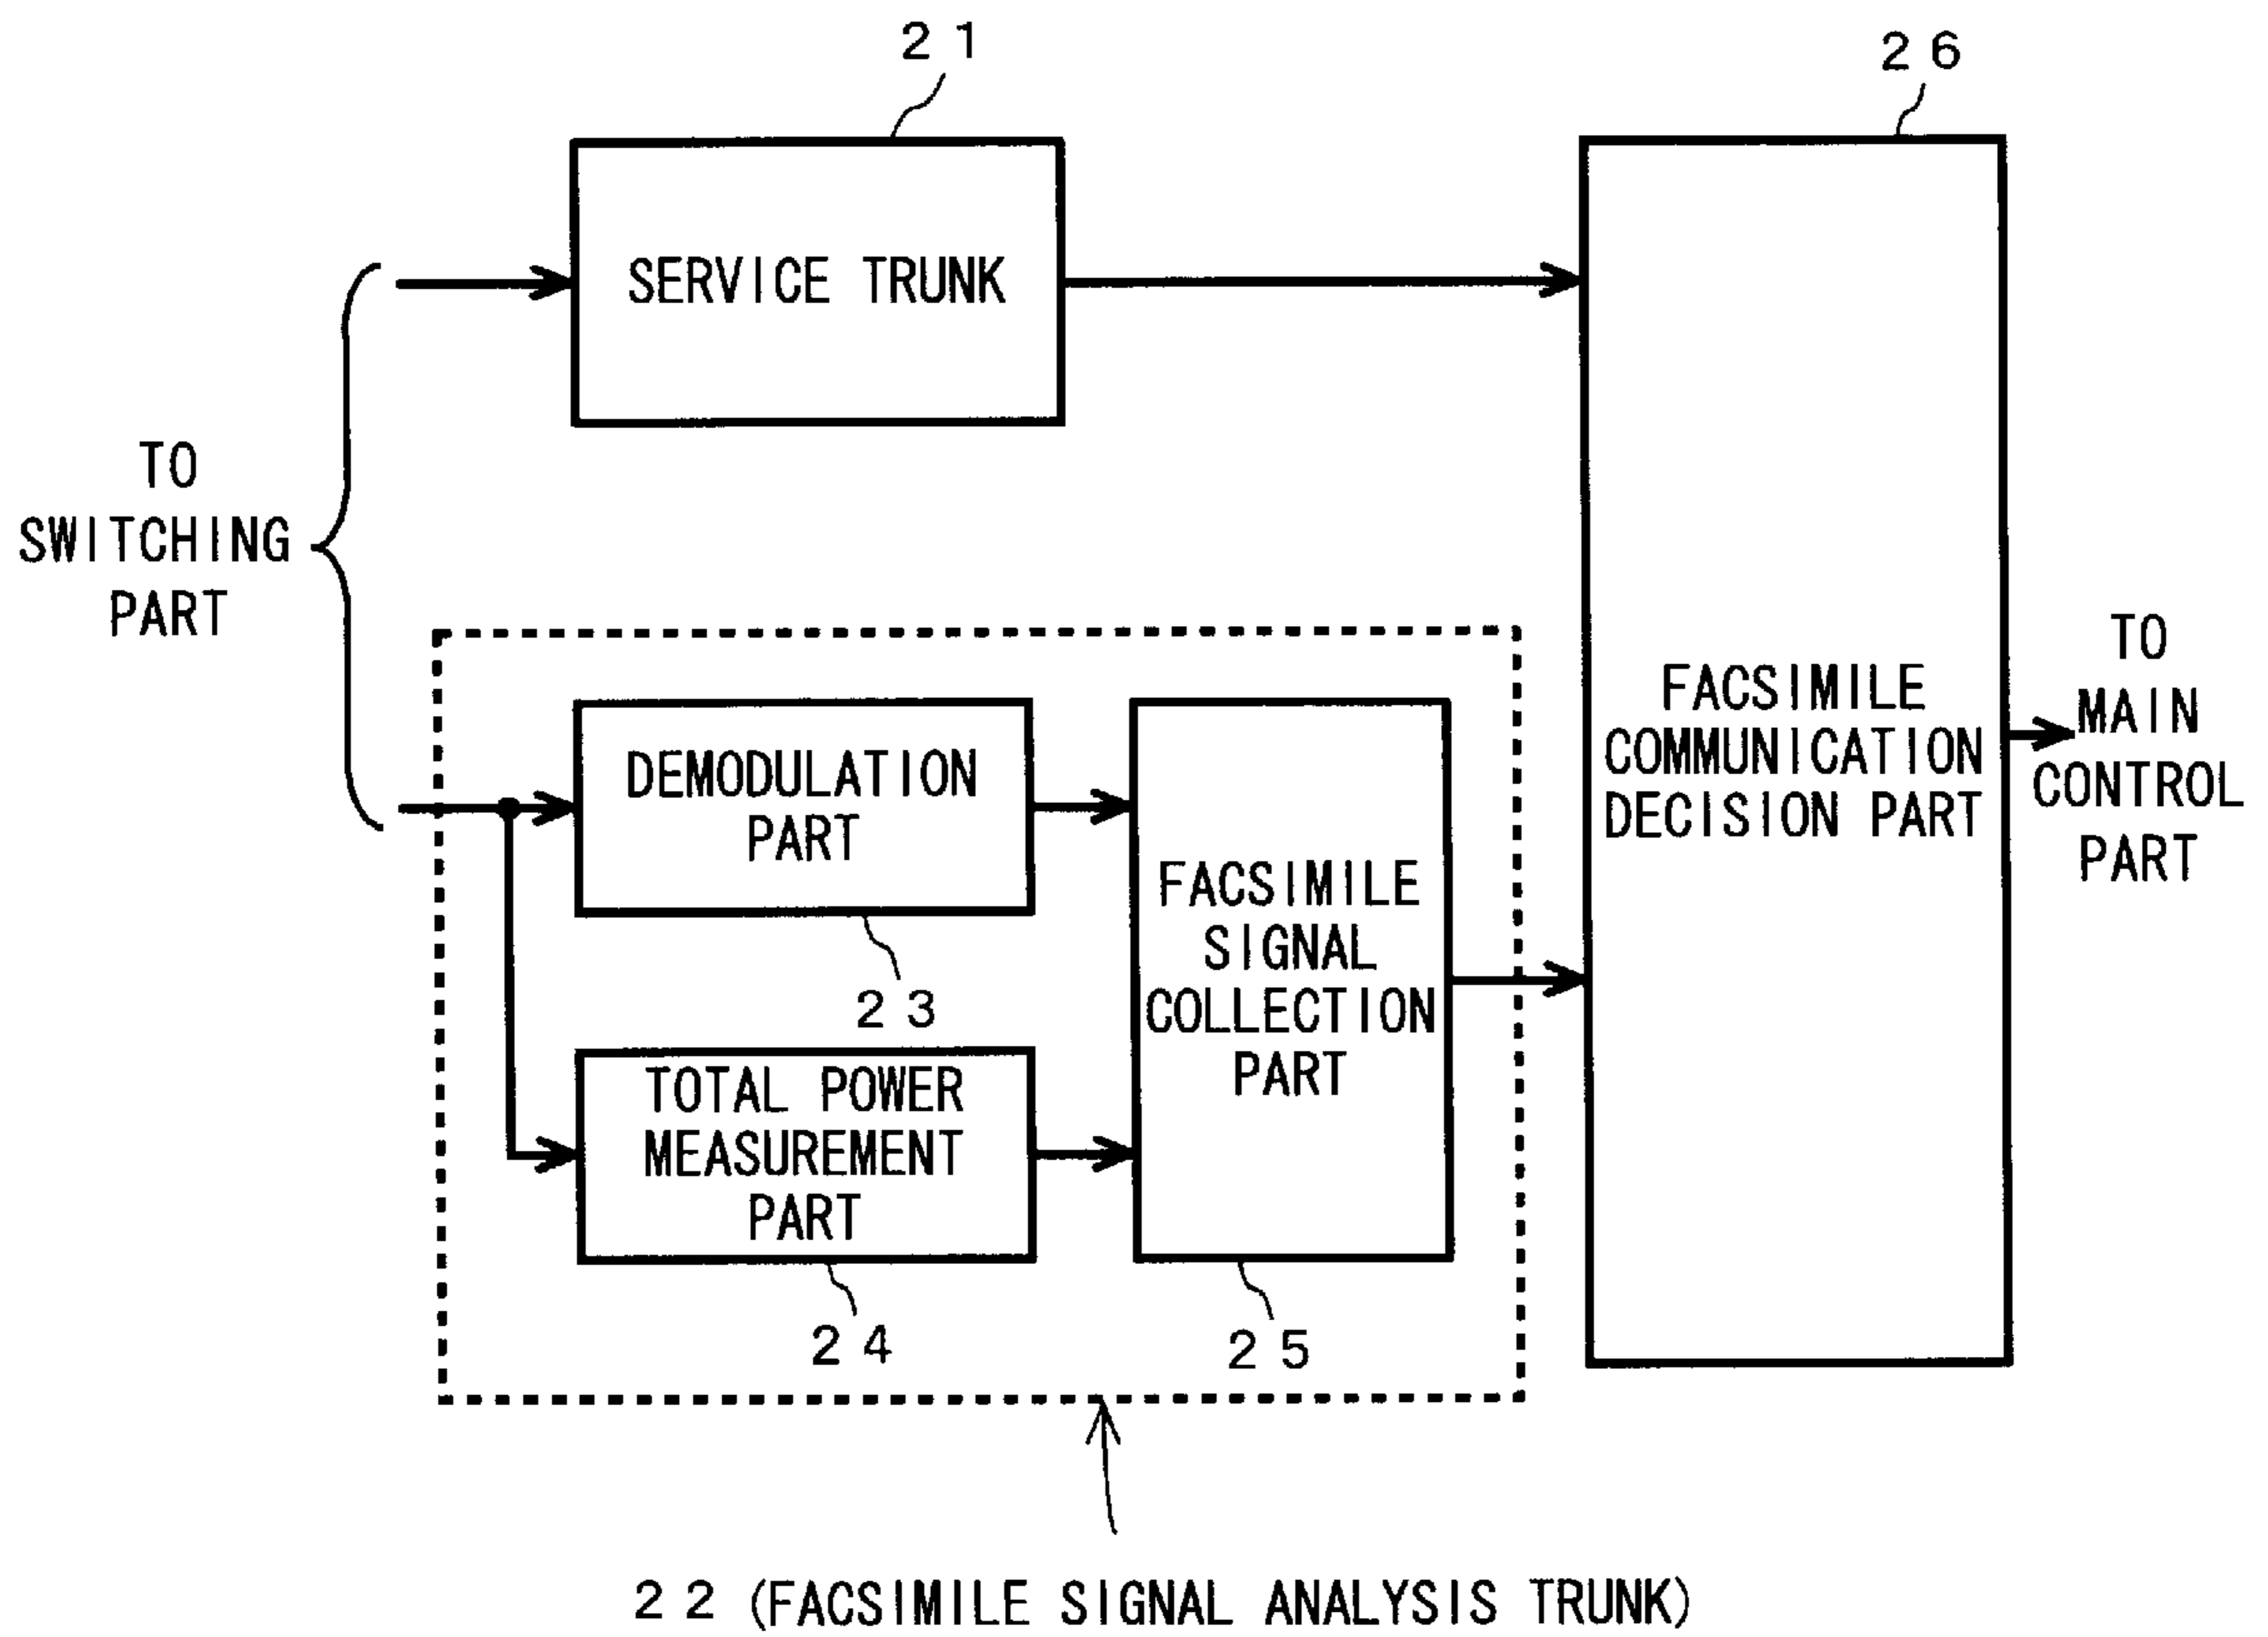 21
26
SERVICE TRUNK
TO
SWITCHING
PART
DEMODULATION
PART
23
TOTAL POWER
MEASUREMENT
PART
24
FACSIMILE
SIGNAL
COLLECTION
PART
25
FACSIMILE
COMMUNICATION
DECISION PART
TO
MAIN
CONTROL
PART
22 (FACSIMILE SIGNAL ANALYSIS TRUNK)